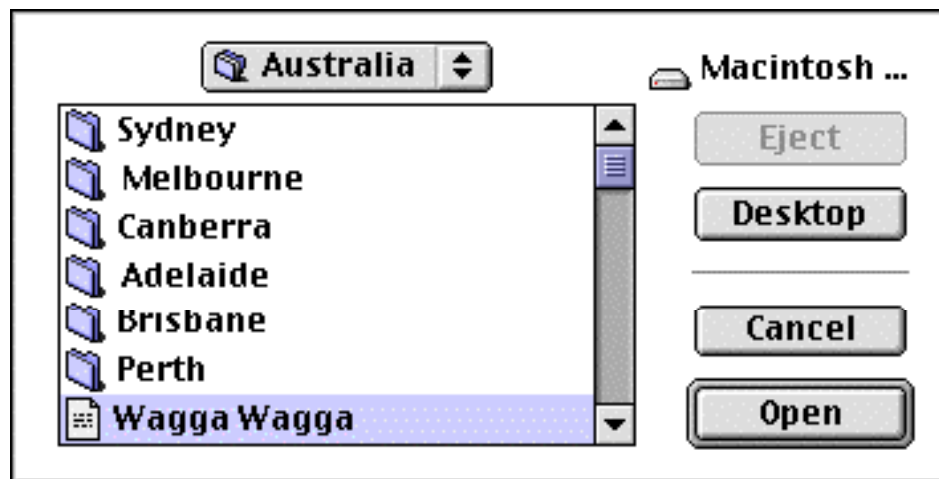 Australia
Macintosh ...
Sydney
Melbourne
Canberra
Adelaide
Brisbane
Perth
Wagga Wagga
Eject
Desktop
Cancel
Open